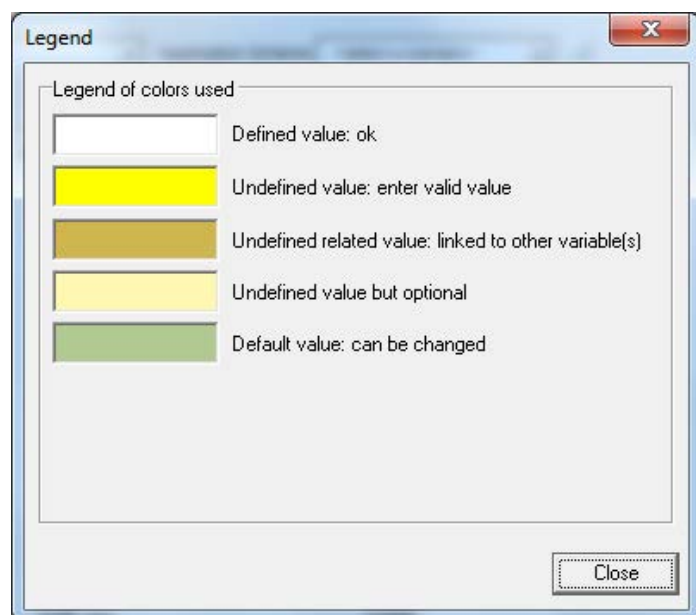 Legend
Legend of colors used
Defined value: ok
Undefined value: enter valid value
Undefined related value: linked to other variable(s)
Undefined value but optional
Default value: can be changed
Close